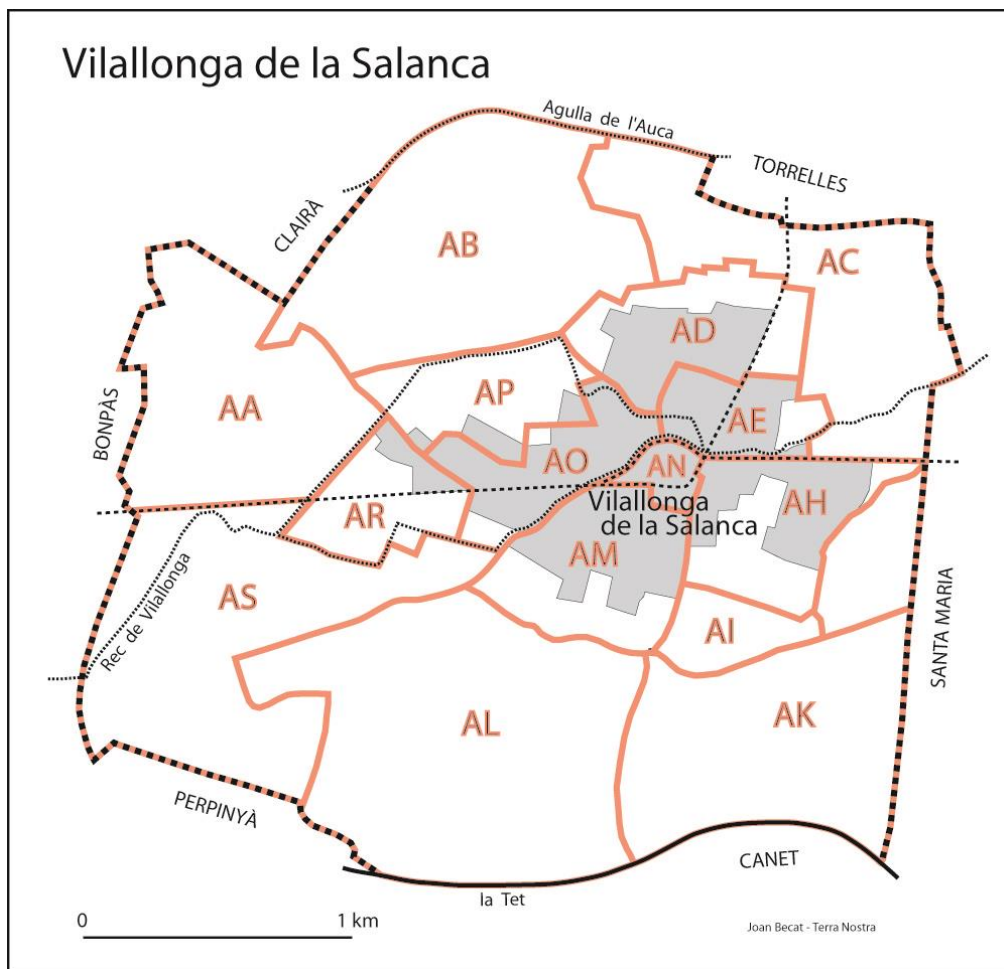 Vilallonga de la Salanca
Agulla de l'Auca
TORRELLES
CLAIRÀ
AB
AC
AD
BONPÀS
AA
AP
AE
AO
AN
AR
Vilallonga
de la Salanca
AH
AM
Rec de Vilallonga
AS
AI
SANTA MARIA
AL
AK
PERPINYÀ
CANET
la Tet
0
1 km
Joan Becat - Terra Nostra